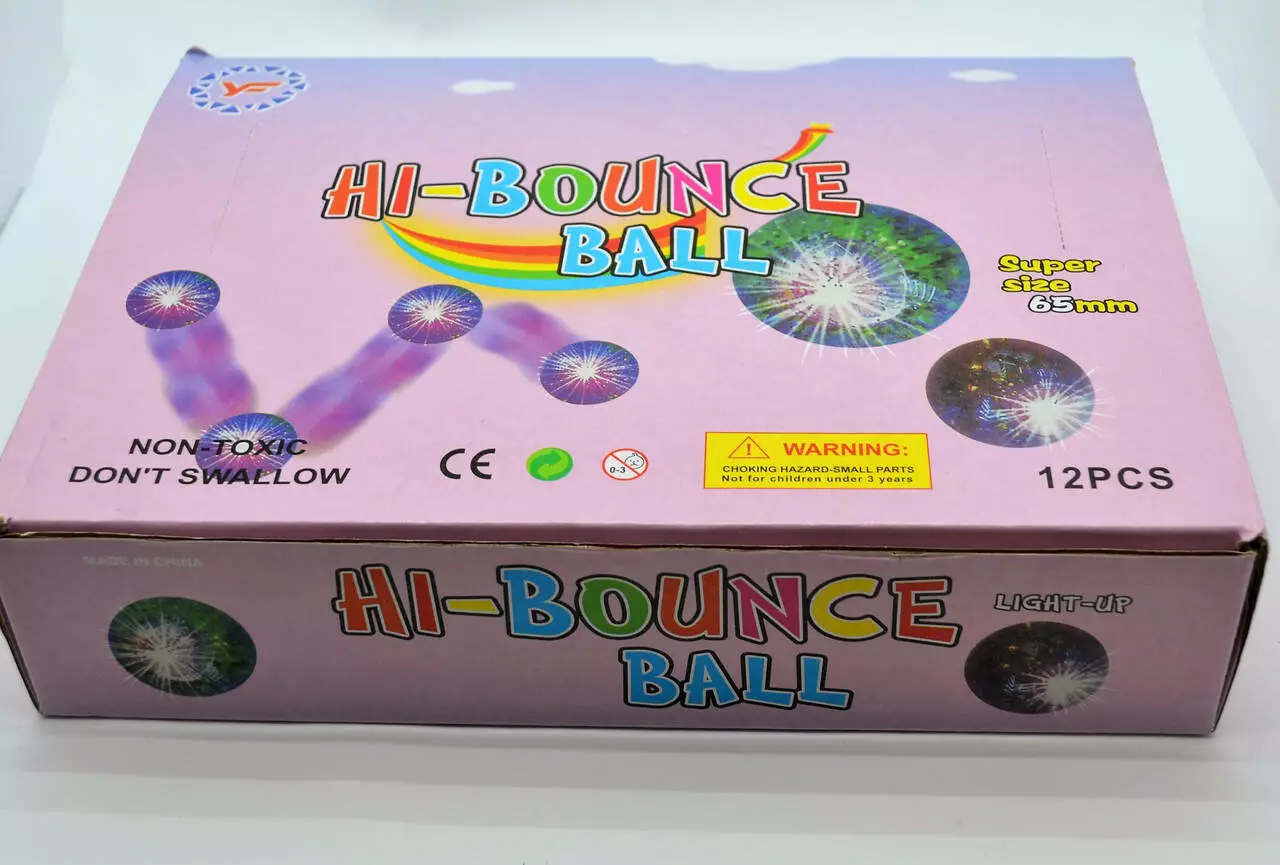 YF
HI-BOUNCE
BALL
Super
size
65mm
NON-TOXIC
DON'T SWALLOW
CE
0-3
WARNING:
CHOKING HAZARD-SMALL PARTS
Not for children under 3 years
12PCS
MADE IN CHINA
HI-BOUNCE
BALL
LIGHT-UP